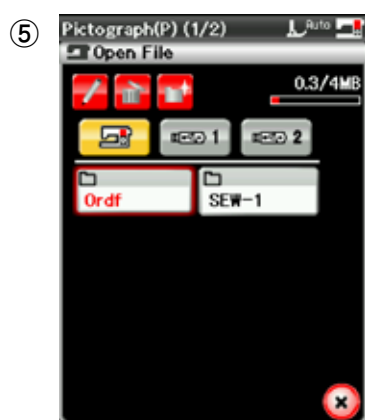 ⑤
Pictograph(P) (1/2) Auto
Open File
0.3/4MB
1 2
Ordf SEW-1